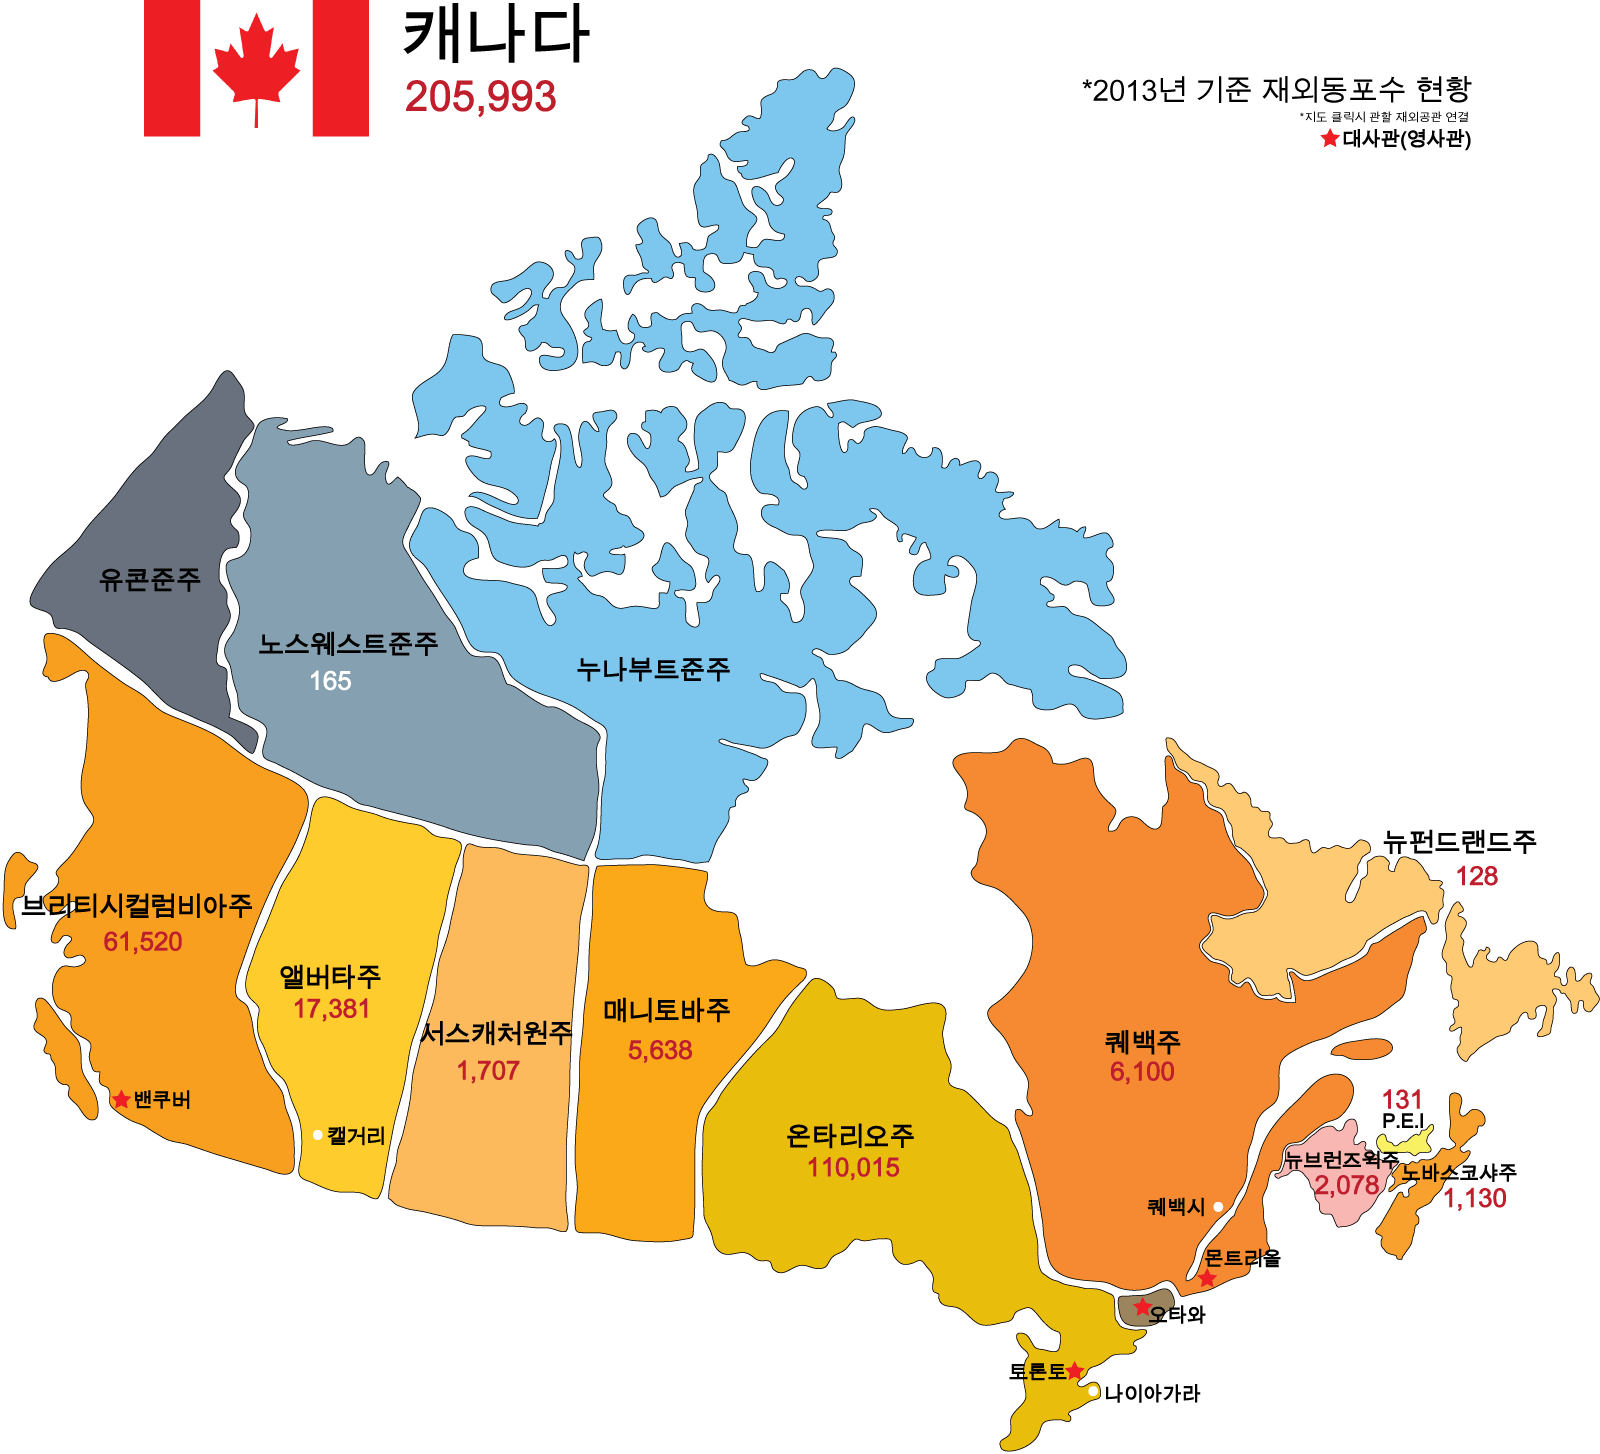 캐나다
205,993
*2013년 기준 재외동포수 현황
*지도 클릭시 관할 재외공관 연결
대사관(영사관)
유콘준주
노스웨스트준주
165
누나부트준주
브리티시컬럼비아주
61,520
밴쿠버
앨버타주
17,381
캘거리
서스캐처원주
1,707
매니토바주
5,638
온타리오주
110,015
퀘백주
6,100
퀘백시
몬트리올
오타와
토론토
나이아가라
뉴펀드랜드주
128
131
P.E.I
뉴브런즈윅주
2,078
노바스코샤주
1,130